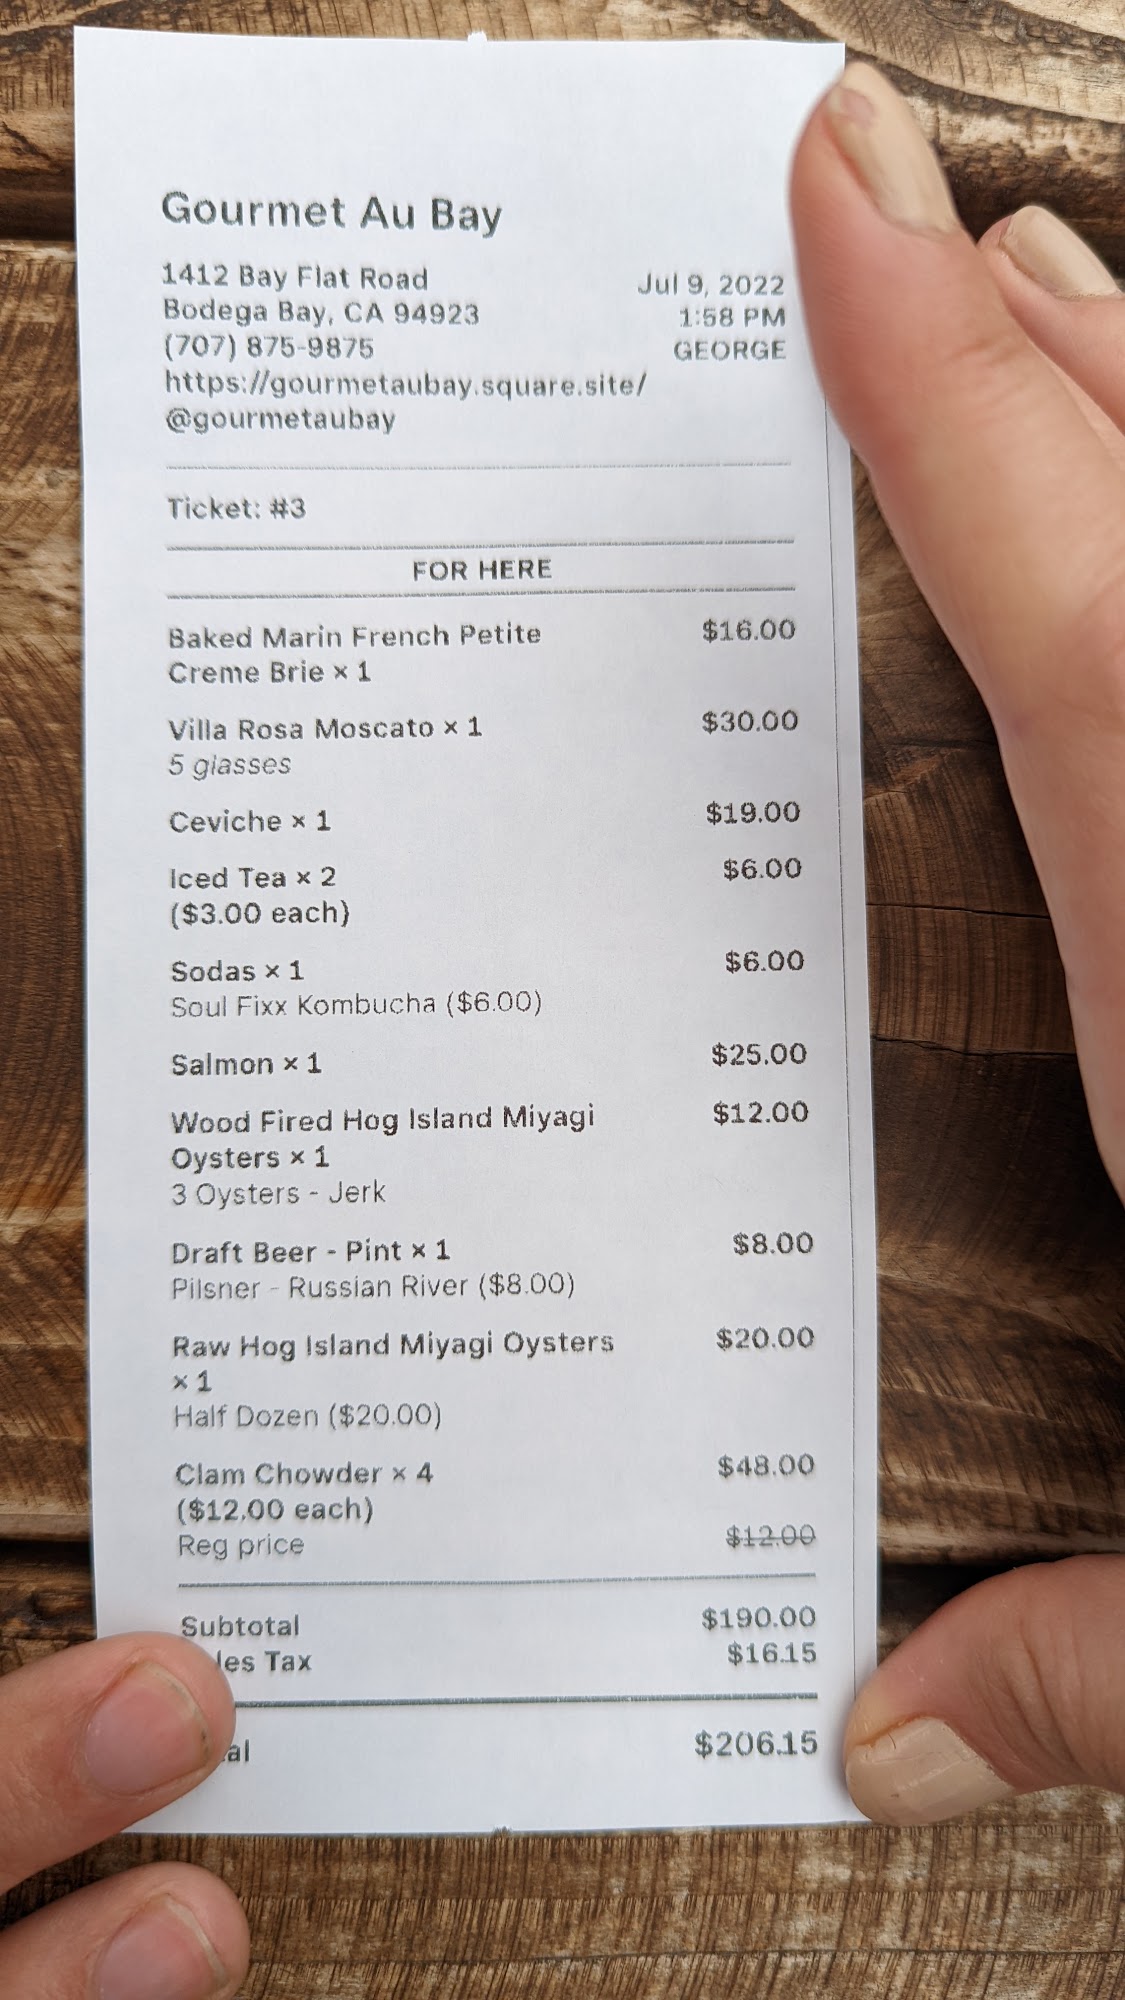 Gourmet Au Bay
1412 Bay Flat Road
Bodega Bay, CA 94923
(707) 875-9875
https://gourmetaubay.square.site/
@gourmetaubay
Jul 9, 2022
1:58 PM
GEORGE
Ticket: #3
FOR HERE
Baked Marin French Petite $16.00
Creme Brie × 1
Villa Rosa Moscato × 1 $30.00
5 glasses
Ceviche × 1 $19.00
Iced Tea × 2 $6.00
($3.00 each)
Sodas × 1 $6.00
Soul Fixx Kombucha ($6.00)
Salmon × 1 $25.00
Wood Fired Hog Island Miyagi $12.00
Oysters × 1
3 Oysters - Jerk
Draft Beer - Pint × 1 $8.00
Pilsner - Russian River ($8.00)
Raw Hog Island Miyagi Oysters $20.00
× 1
Half Dozen ($20.00)
Clam Chowder × 4 $48.00
($12.00 each)
Reg price $12.00
Subtotal $190.00
les Tax $16.15
al $206.15